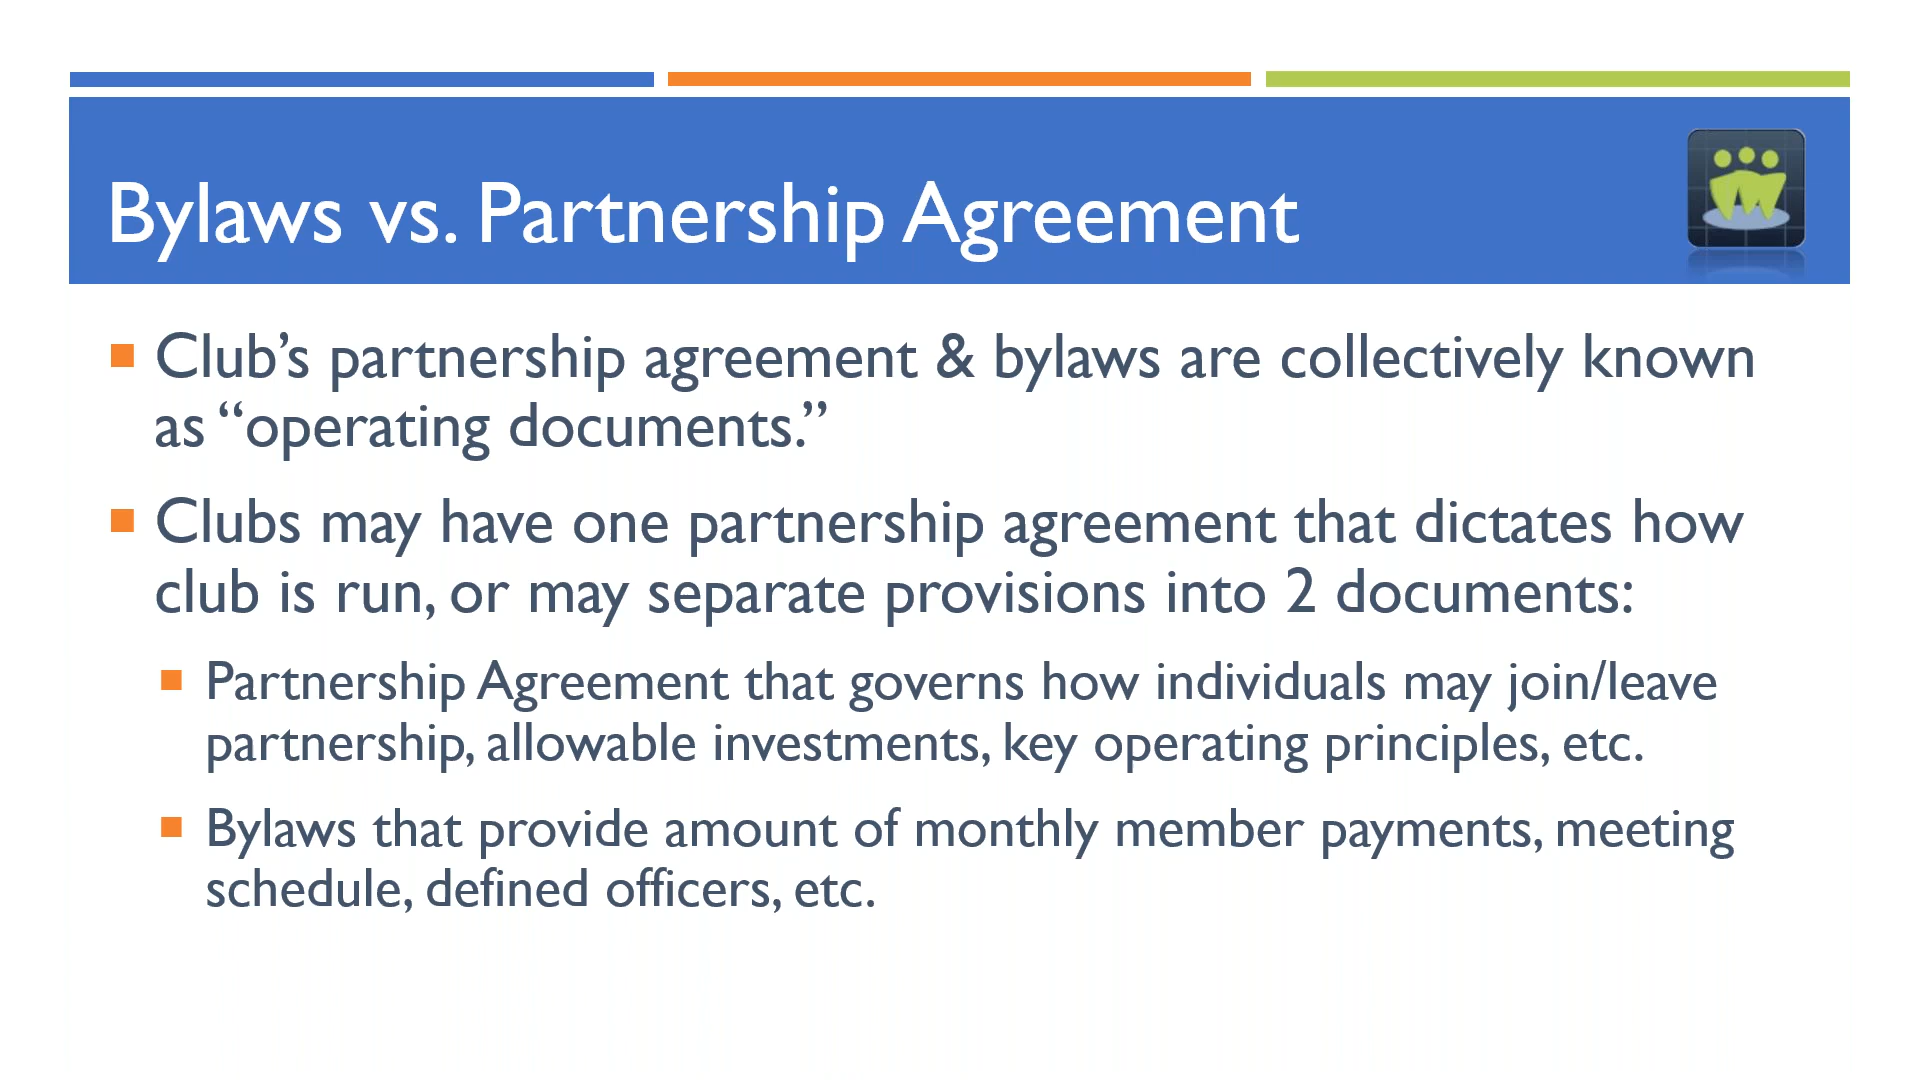 Bylaws vs. Partnership Agreement
Club’s partnership agreement & bylaws are collectively known
as “operating documents.”
Clubs may have one partnership agreement that dictates how
club is run, or may separate provisions into 2 documents:
Partnership Agreement that governs how individuals may join/leave
partnership, allowable investments, key operating principles, etc.
Bylaws that provide amount of monthly member payments, meeting
schedule, defined officers, etc.